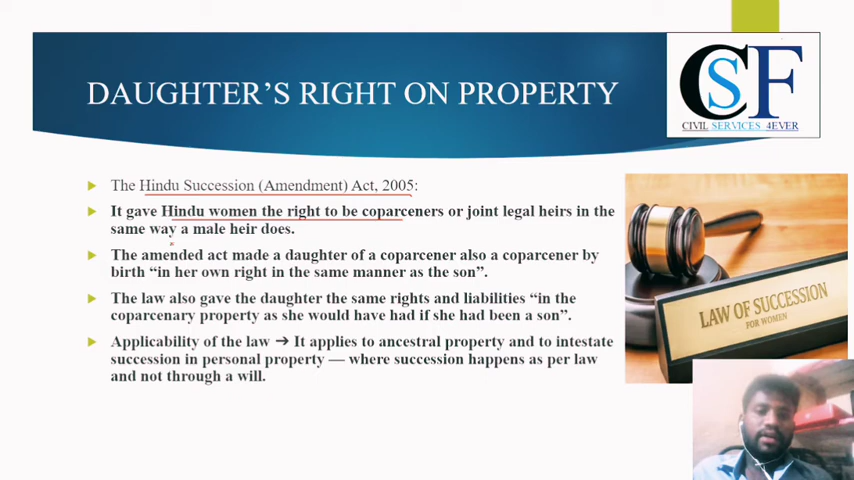 DAUGHTER'S RIGHT ON PROPERTY
CSF
CIVIL SERVICES 4EVER
The Hindu Succession (Amendment) Act, 2005:
It gave Hindu women the right to be coparceners or joint legal heirs in the
same way a male heir does.
The amended act made a daughter of a coparcener also a coparcener by
birth “in her own right in the same manner as the son”.
The law also gave the daughter the same rights and liabilities “in the
coparcenary property as she would have had if she had been a son”.
Applicability of the law ➔ It applies to ancestral property and to intestate
succession in personal property — where succession happens as per law
and not through a will.
LAW OF SUCCESSION
FOR WOMEN